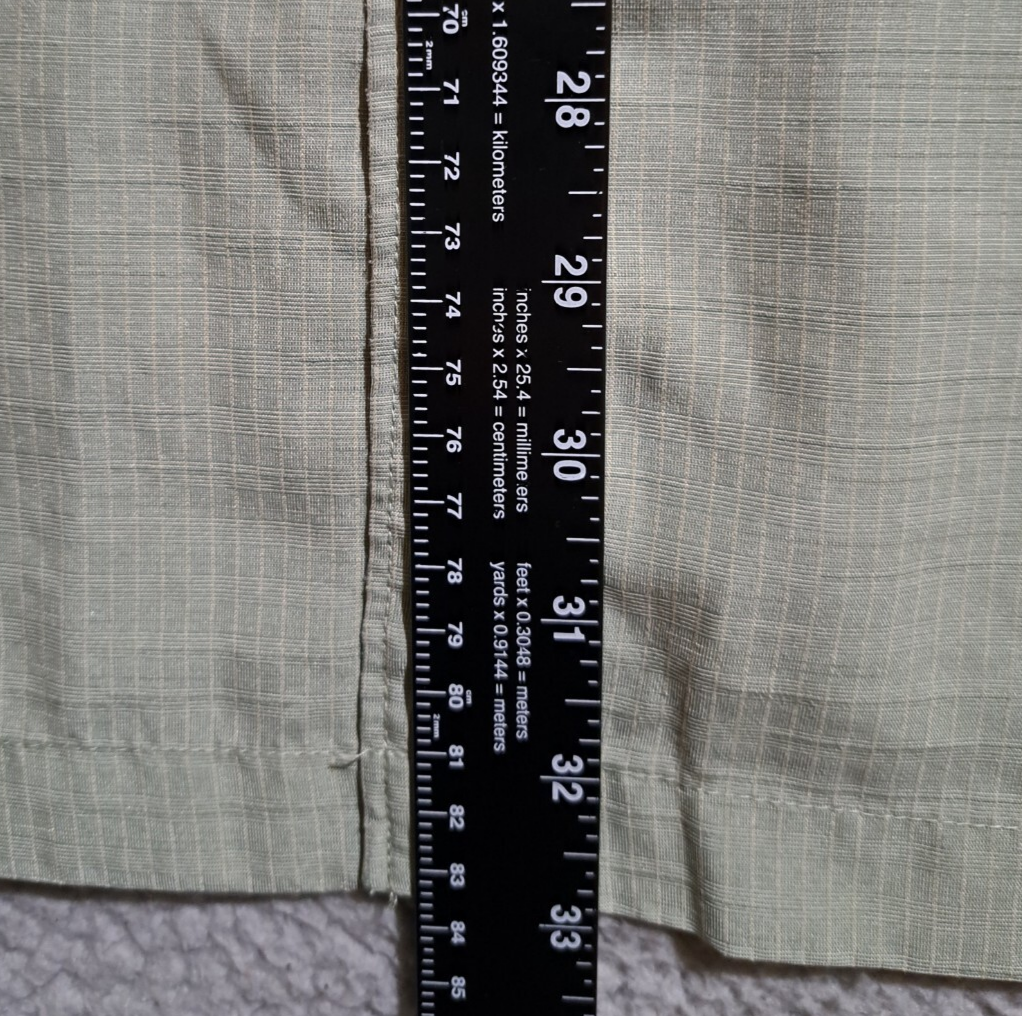 cm
70 71 72 73 74 75 76 77 78 79 80 81 82 83 84 85
2mm
cm
2mm
x 1.609344 = kilometers
inches x 25.4 = millimeters
inches x 2.54 = centimeters
feet x 0.3048 = meters
yards x 0.9144 = meters
28 29 30 31 32 33